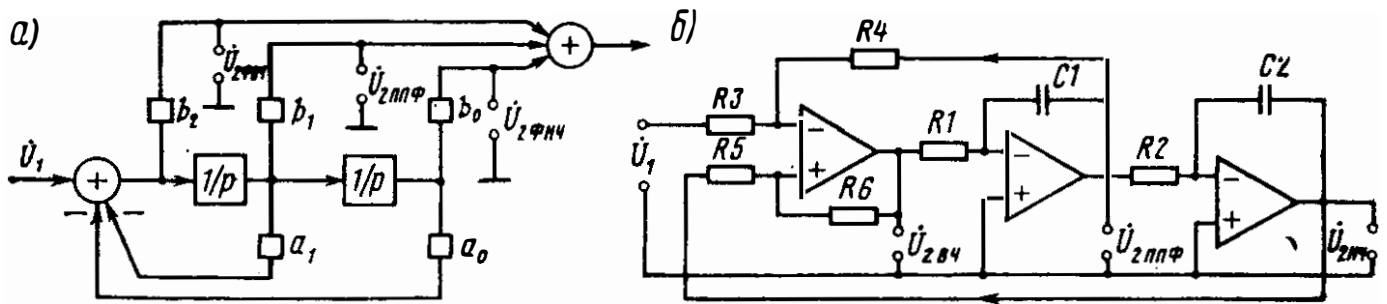 а)
U̇₁
+
− −
b₂
U̇₂ФВЧ
1/p
b₁
U̇₂ППФ
a₁
1/p
b₀
U̇₂ФНЧ
a₀
+
б)
U̇₁
R3
R4
R5
−
+
R6
R1
U̇₂ВЧ
C1
−
+
U̇₂ППФ
R2
C2
−
+
U̇₂НЧ